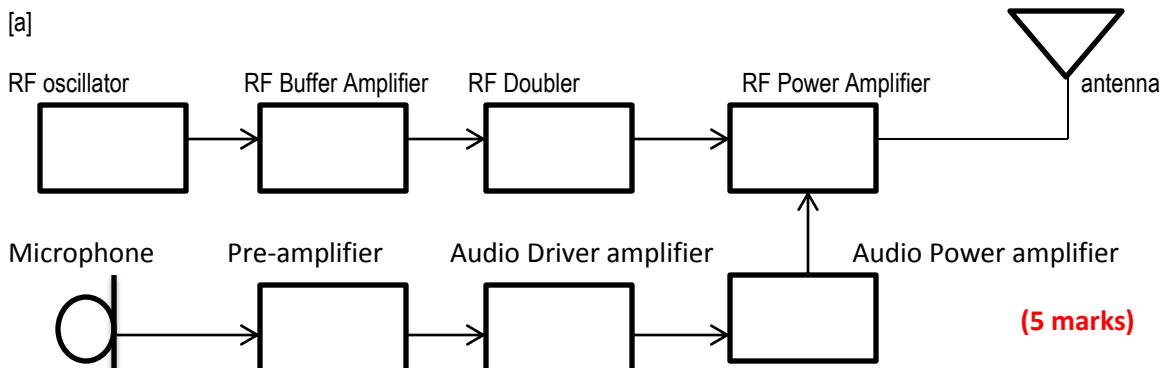 [a]
RF oscillator RF Buffer Amplifier RF Doubler RF Power Amplifier antenna
Microphone Pre-amplifier Audio Driver amplifier Audio Power amplifier
(5 marks)